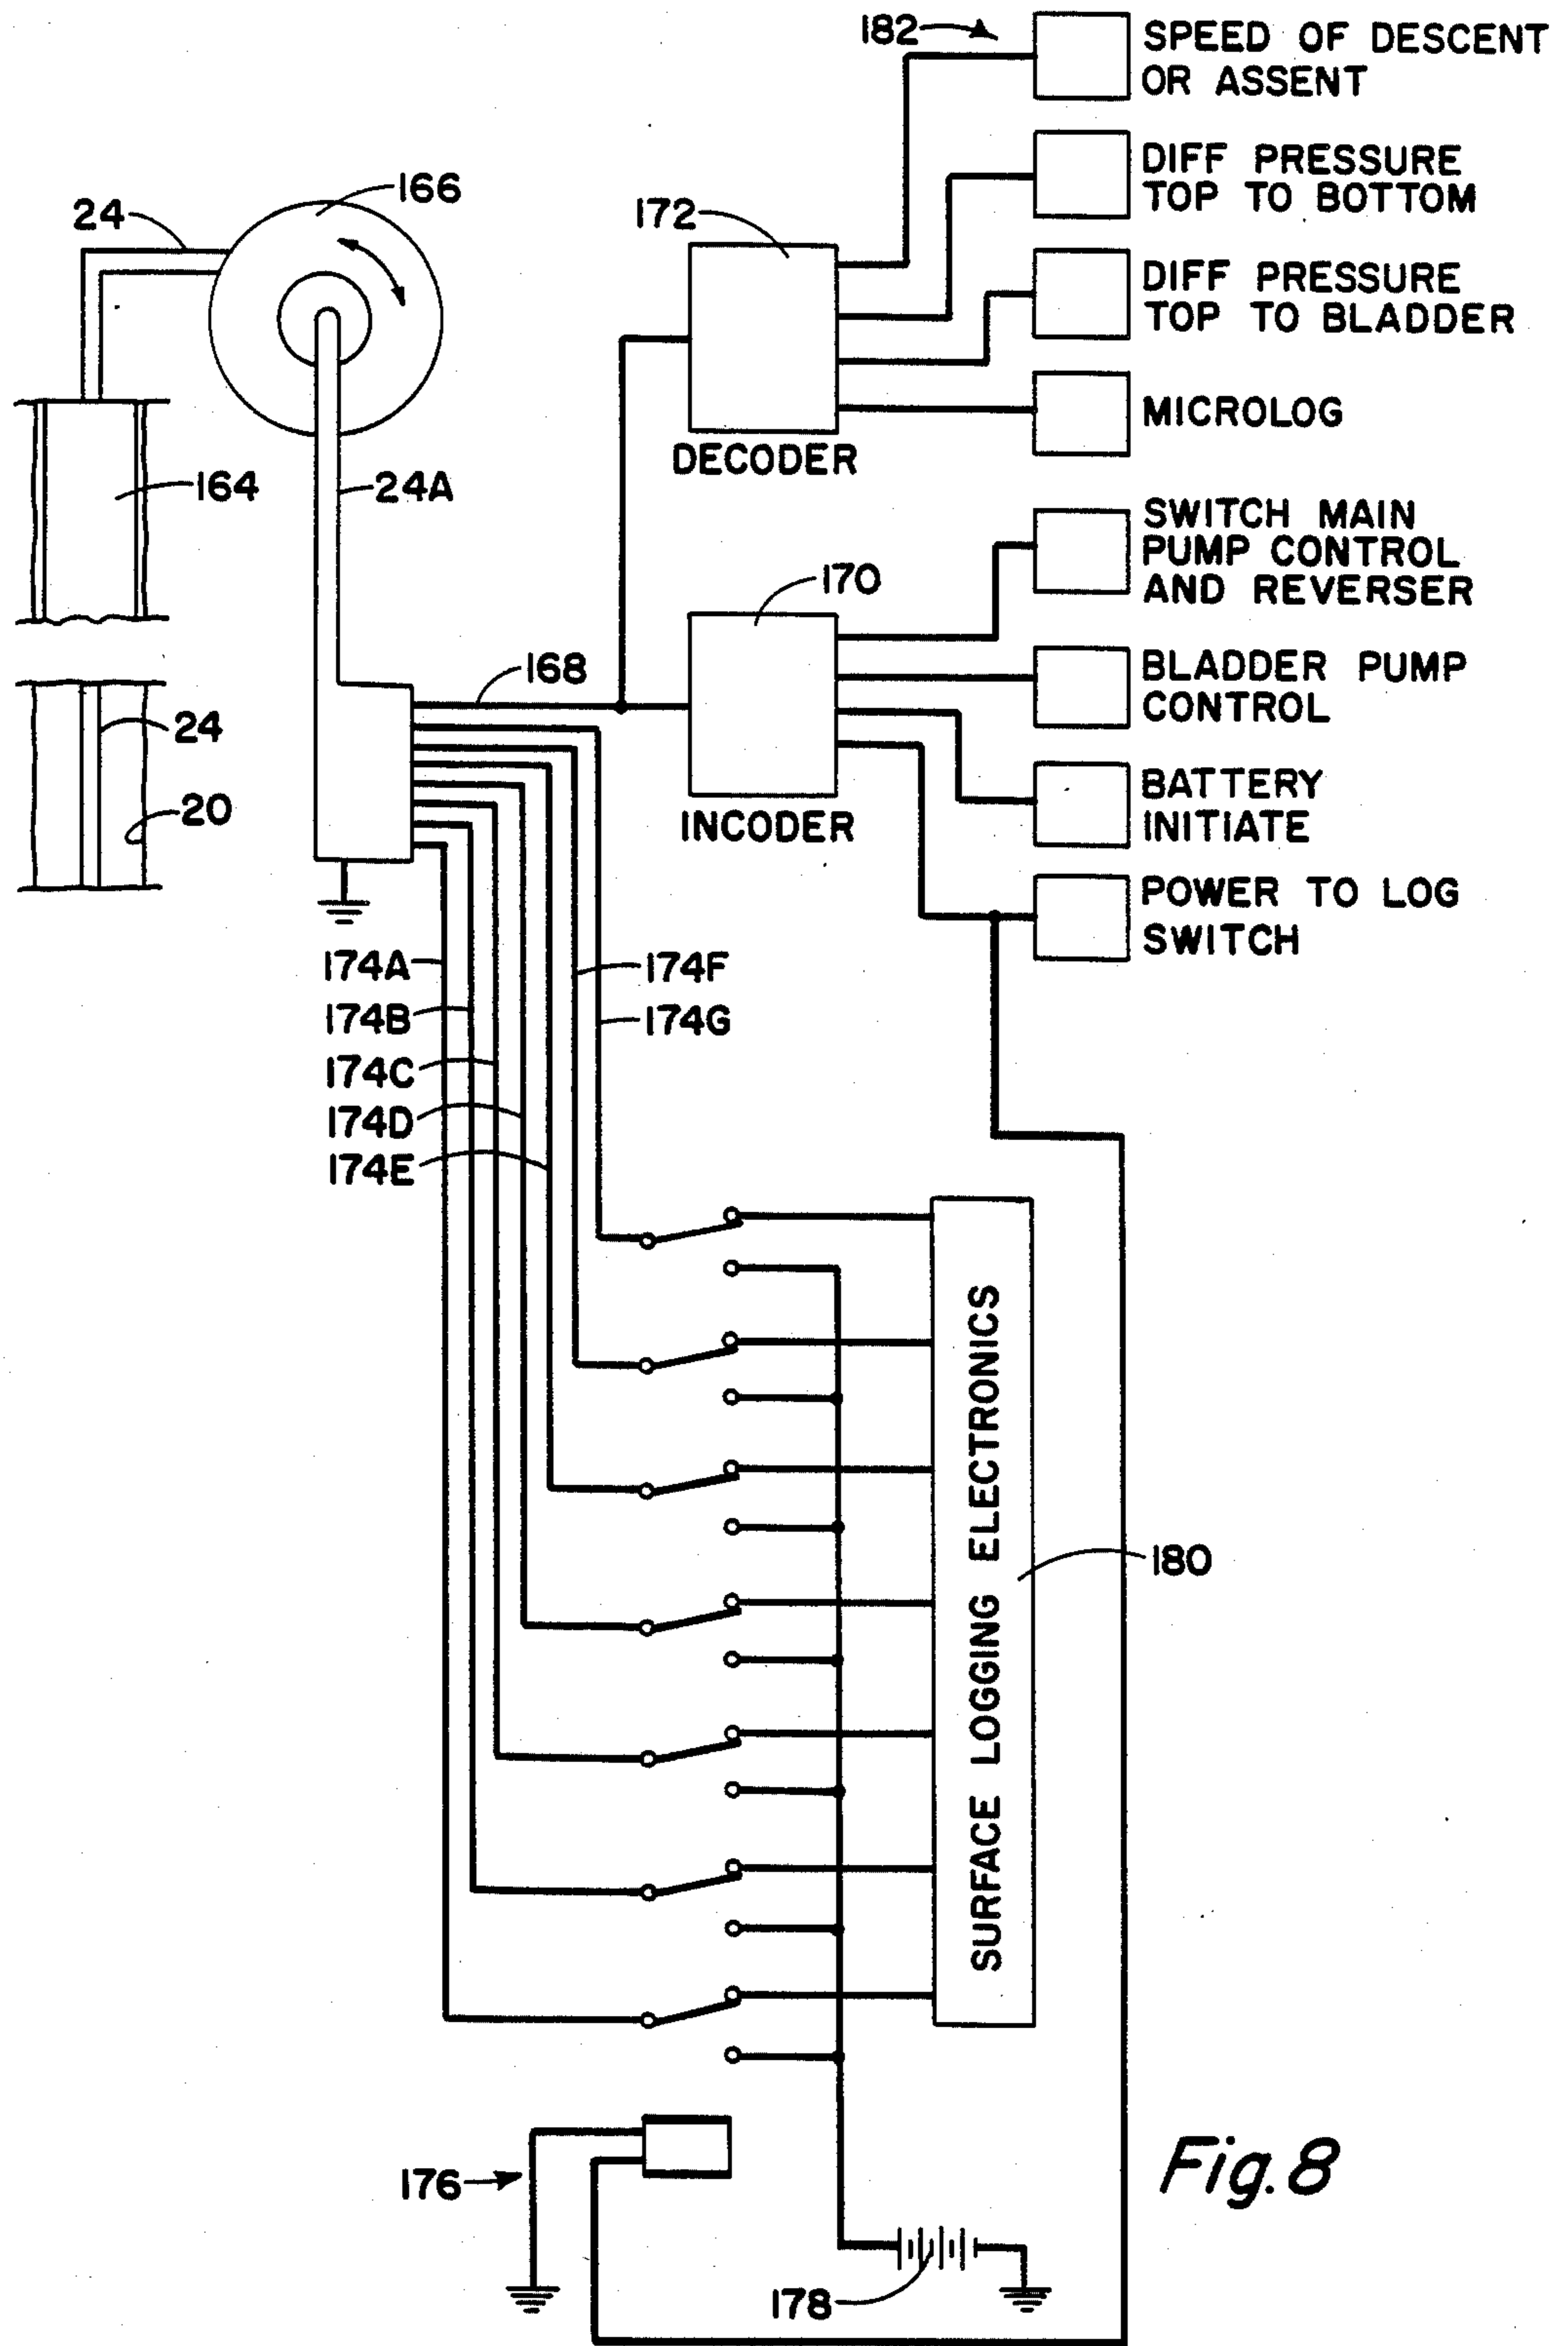 182
SPEED OF DESCENT
OR ASSENT
DIFF PRESSURE
TOP TO BOTTOM
DIFF PRESSURE
TOP TO BLADDER
MICROLOG
166
24
172
DECODER
164
24A
SWITCH MAIN
PUMP CONTROL
AND REVERSER
170
BLADDER PUMP
CONTROL
168
INCODER
BATTERY
INITIATE
24
20
POWER TO LOG
SWITCH
174A
174B
174C
174D
174E
174F
174G
SURFACE LOGGING ELECTRONICS
180
176
178
Fig. 8